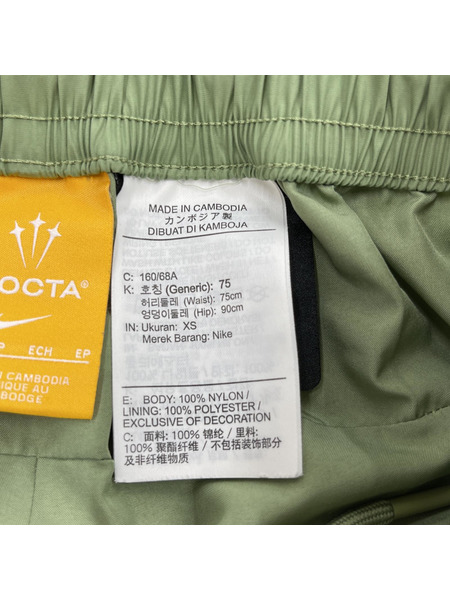 OCTA®
P ECH EP
N CAMBODIA
IQUE AU
BODGE
MADE IN CAMBODIA
カンボジア製
DIBUAT DI KAMBOJA
C: 160/68A
K: 호칭 (Generic): 75
허리둘레 (Waist): 75cm
엉덩이둘레 (Hip): 90cm
IN: Ukuran: XS
Merek Barang: Nike
E: BODY: 100% NYLON /
LINING: 100% POLYESTER /
EXCLUSIVE OF DECORATION
C: 面料: 100% 锦纶 / 里料:
100% 聚酯纤维 / 不包括装饰部分
及非纤维物质